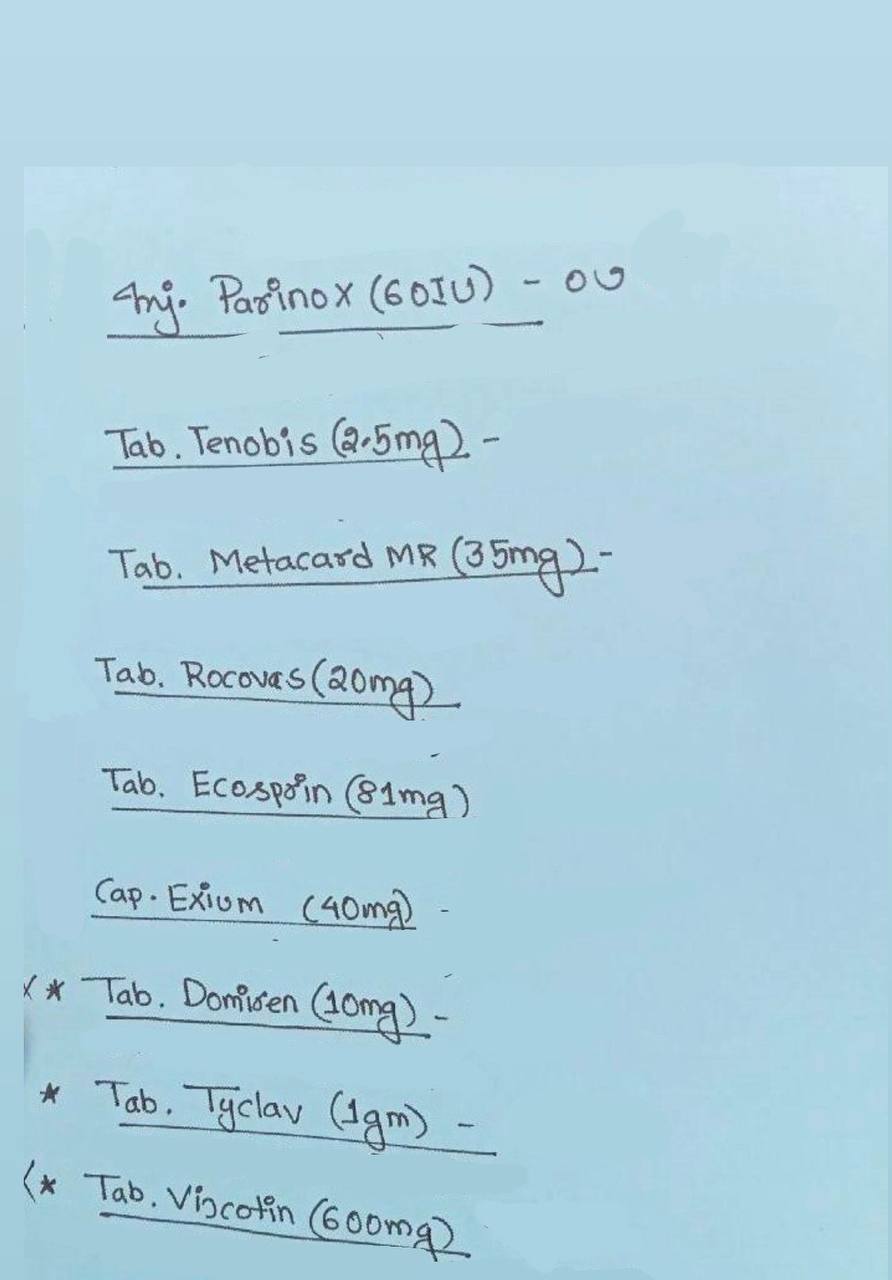 Inj. Parinox (60IU) - ০৩
Tab. Tenobis (2.5mg) -
Tab. Metacard MR (35mg) -
Tab. Rocovas (20mg)
Tab. Ecosprin (81mg)
Cap. Exium (40mg) -
* Tab. Domiren (10mg) -
* Tab. Tyclav (1gm) -
* Tab. Viscotin (600mg)